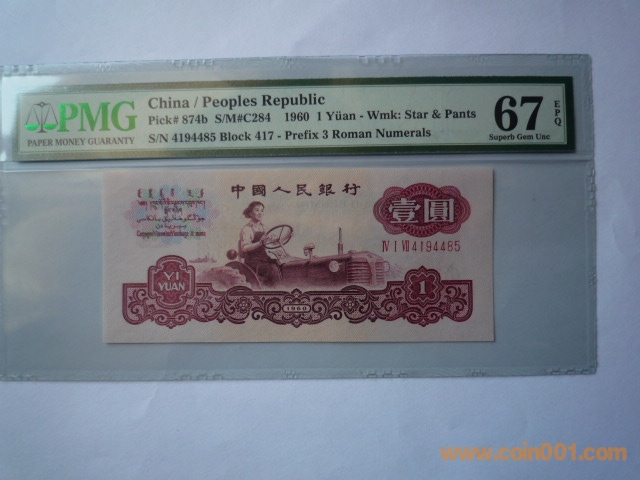 PMG
PAPER MONEY GUARANTY
China / Peoples Republic
Pick# 874b S/M#C284 1960 1 Yüan - Wmk: Star & Pants
S/N 4194485 Block 417 - Prefix 3 Roman Numerals
67 EPQ
Superb Gem Unc
中國人民銀行
壹圓
IV I VII 4194485
YI
YUAN
1
1960
www.coin001.com